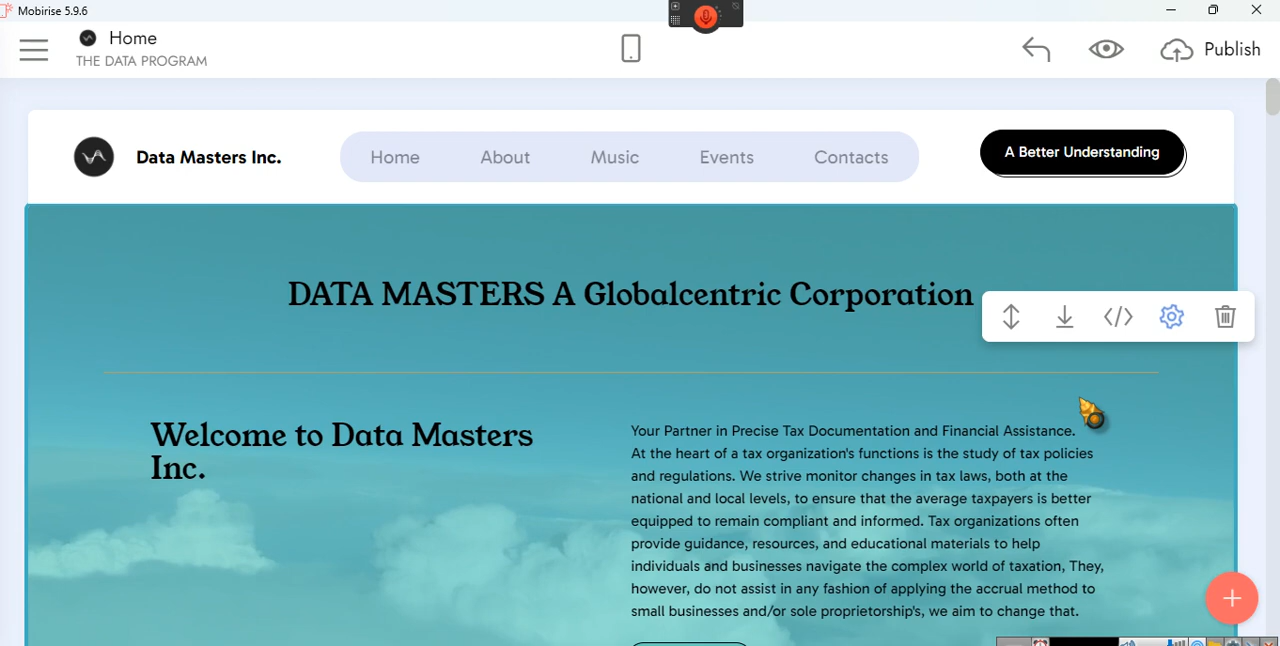 Mobirise 5.9.6
Home
THE DATA PROGRAM
Publish
Data Masters Inc.
Home About Music Events Contacts
A Better Understanding
DATA MASTERS A Globalcentric Corporation
Welcome to Data Masters
Inc.
Your Partner in Precise Tax Documentation and Financial Assistance.
At the heart of a tax organization's functions is the study of tax policies
and regulations. We strive monitor changes in tax laws, both at the
national and local levels, to ensure that the average taxpayers is better
equipped to remain compliant and informed. Tax organizations often
provide guidance, resources, and educational materials to help
individuals and businesses navigate the complex world of taxation, They,
however, do not assist in any fashion of applying the accrual method to
small businesses and/or sole proprietorship's, we aim to change that.